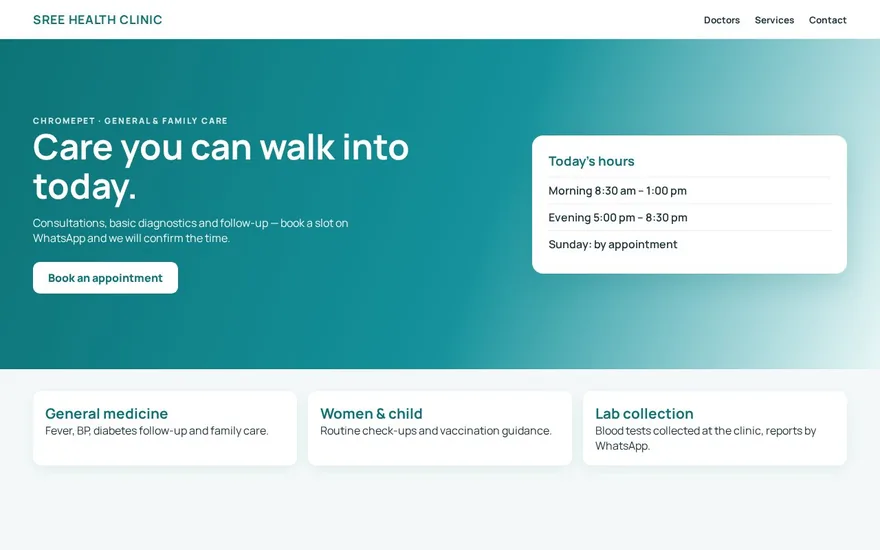 SREE HEALTH CLINIC
Doctors Services Contact
CHROMEPET · GENERAL & FAMILY CARE
Care you can walk into
today.
Consultations, basic diagnostics and follow-up — book a slot on
WhatsApp and we will confirm the time.
Book an appointment
Today's hours
Morning 8:30 am – 1:00 pm
Evening 5:00 pm – 8:30 pm
Sunday: by appointment
General medicine
Fever, BP, diabetes follow-up and family care.
Women & child
Routine check-ups and vaccination guidance.
Lab collection
Blood tests collected at the clinic, reports by
WhatsApp.